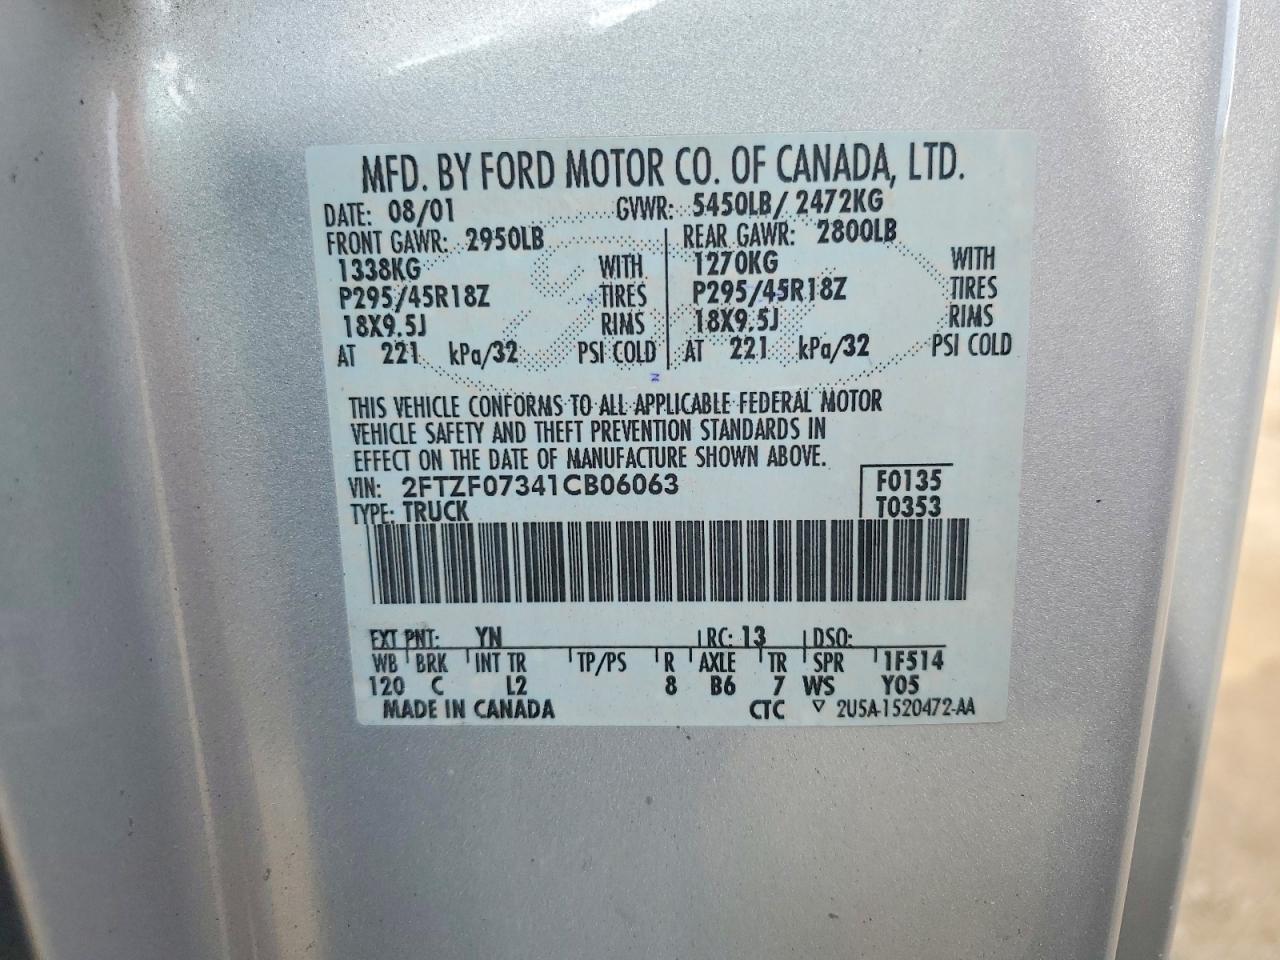 MFD. BY FORD MOTOR CO. OF CANADA, LTD.
DATE: 08/01 GVWR: 5450LB/ 2472KG
FRONT GAWR: 2950LB REAR GAWR: 2800LB
1338KG WITH 1270KG WITH
P295/45R18Z TIRES P295/45R18Z TIRES
18X9.5J RIMS 18X9.5J RIMS
AT 221 kPa/32 PSI COLD AT 221 kPa/32 PSI COLD
THIS VEHICLE CONFORMS TO ALL APPLICABLE FEDERAL MOTOR
VEHICLE SAFETY AND THEFT PREVENTION STANDARDS IN
EFFECT ON THE DATE OF MANUFACTURE SHOWN ABOVE.
VIN: 2FTZF07341CB06063 F0135
TYPE: TRUCK T0353
EXT PNT: YN RC: 13 DSO:
WB BRK INT TR TP/PS R AXLE TR SPR 1F514
120 C L2 8 B6 7 WS Y05
MADE IN CANADA CTC ▽ 2U5A-1520472-AA